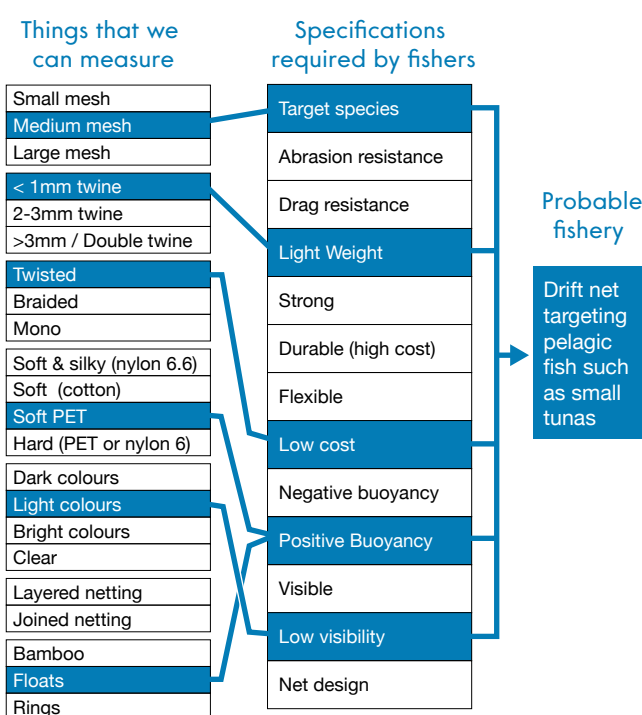 Things that we
can measure
Small mesh
Medium mesh
Large mesh
< 1mm twine
2-3mm twine
>3mm / Double twine
Twisted
Braided
Mono
Soft & silky (nylon 6.6)
Soft (cotton)
Soft PET
Hard (PET or nylon 6)
Dark colours
Light colours
Bright colours
Clear
Layered netting
Joined netting
Bamboo
Floats
Rings
Specifications
required by fishers
Target species
Abrasion resistance
Drag resistance
Light Weight
Strong
Durable (high cost)
Flexible
Low cost
Negative buoyancy
Positive Buoyancy
Visible
Low visibility
Net design
Probable
fishery
Drift net
targeting
pelagic
fish such
as small
tunas